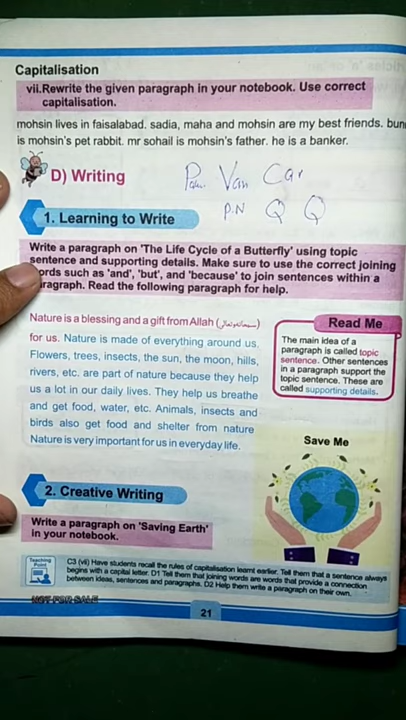 Capitalisation
vii.Rewrite the given paragraph in your notebook. Use correct
capitalisation.
mohsin lives in faisalabad. sadia, maha and mohsin are my best friends. bun
is mohsin's pet rabbit. mr sohail is mohsin's father. he is a banker.
D) Writing
Van Car
P.N Q Q
1. Learning to Write
Write a paragraph on 'The Life Cycle of a Butterfly' using topic
sentence and supporting details. Make sure to use the correct joining
ords such as 'and', 'but', and 'because' to join sentences within a
ragraph. Read the following paragraph for help.
Nature is a blessing and a gift from Allah
for us. Nature is made of everything around us.
Flowers, trees, insects, the sun, the moon, hills,
rivers, etc. are part of nature because they help
us a lot in our daily lives. They help us breathe
and get food, water, etc. Animals, insects and
birds also get food and shelter from nature
Nature is very important for us in everyday life.
Read Me
The main idea of a
paragraph is called topic
sentence. Other sentences
in a paragraph support the
topic sentence. These are
called supporting details.
Save Me
2. Creative Writing
Write a paragraph on 'Saving Earth'
in your notebook.
Teaching
Point
C3 (vii) Have students recall the rules of capitalisation learnt earlier. Tell them that a sentence always
begins with a capital letter. D1 Tell them that joining words are words that provide a connection
between ideas, sentences and paragraphs. D2 Help them write a paragraph on their own.
NOT FOR SALE
21